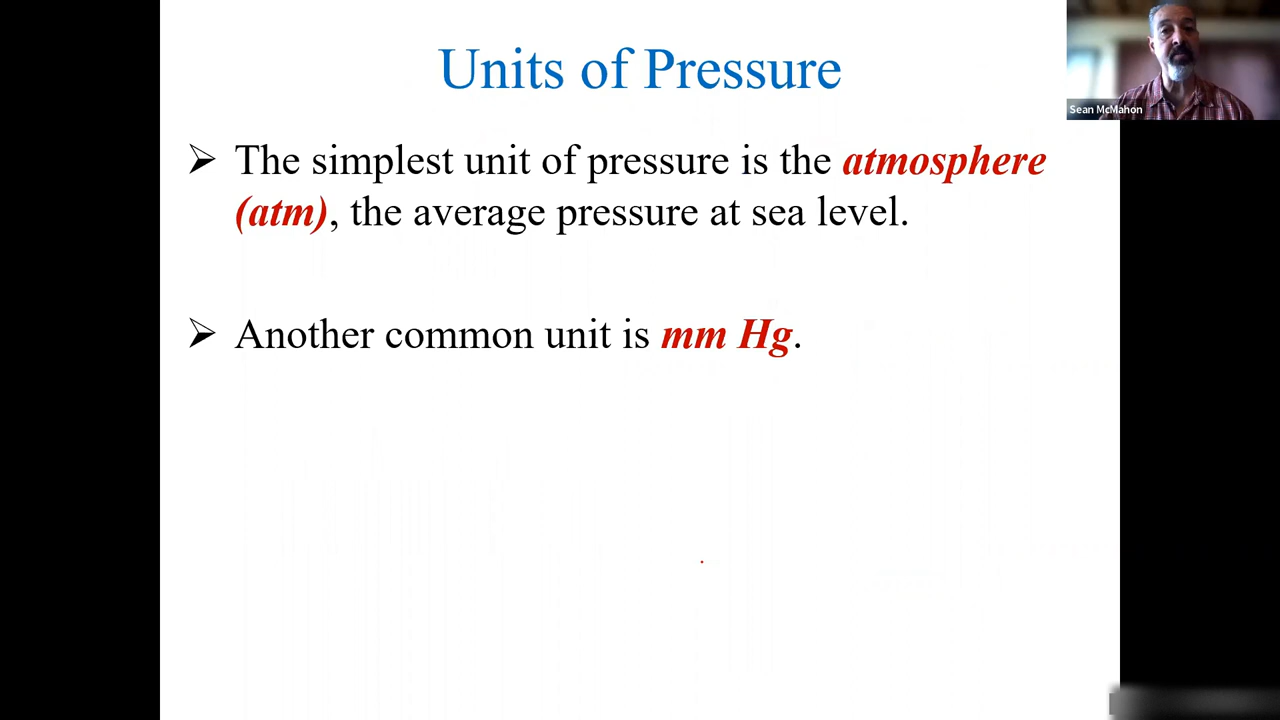 Units of Pressure
Sean McMahon
➢ The simplest unit of pressure is the atmosphere
(atm), the average pressure at sea level.
➢ Another common unit is mm Hg.